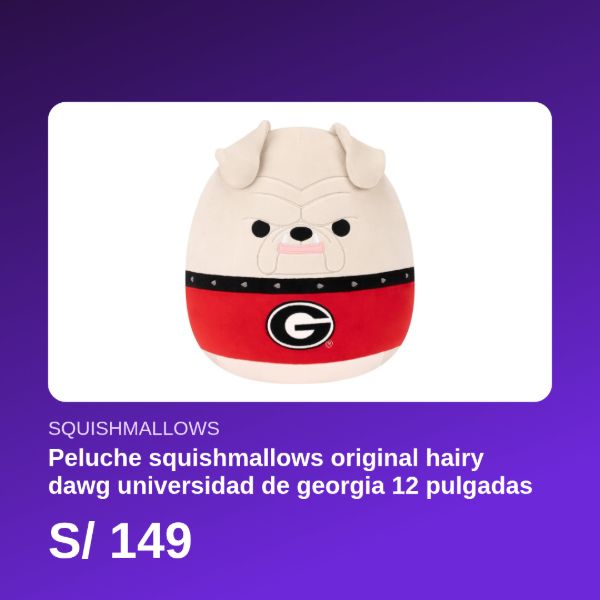 G
®
SQUISHMALLOWS
Peluche squishmallows original hairy
dawg universidad de georgia 12 pulgadas
S/ 149